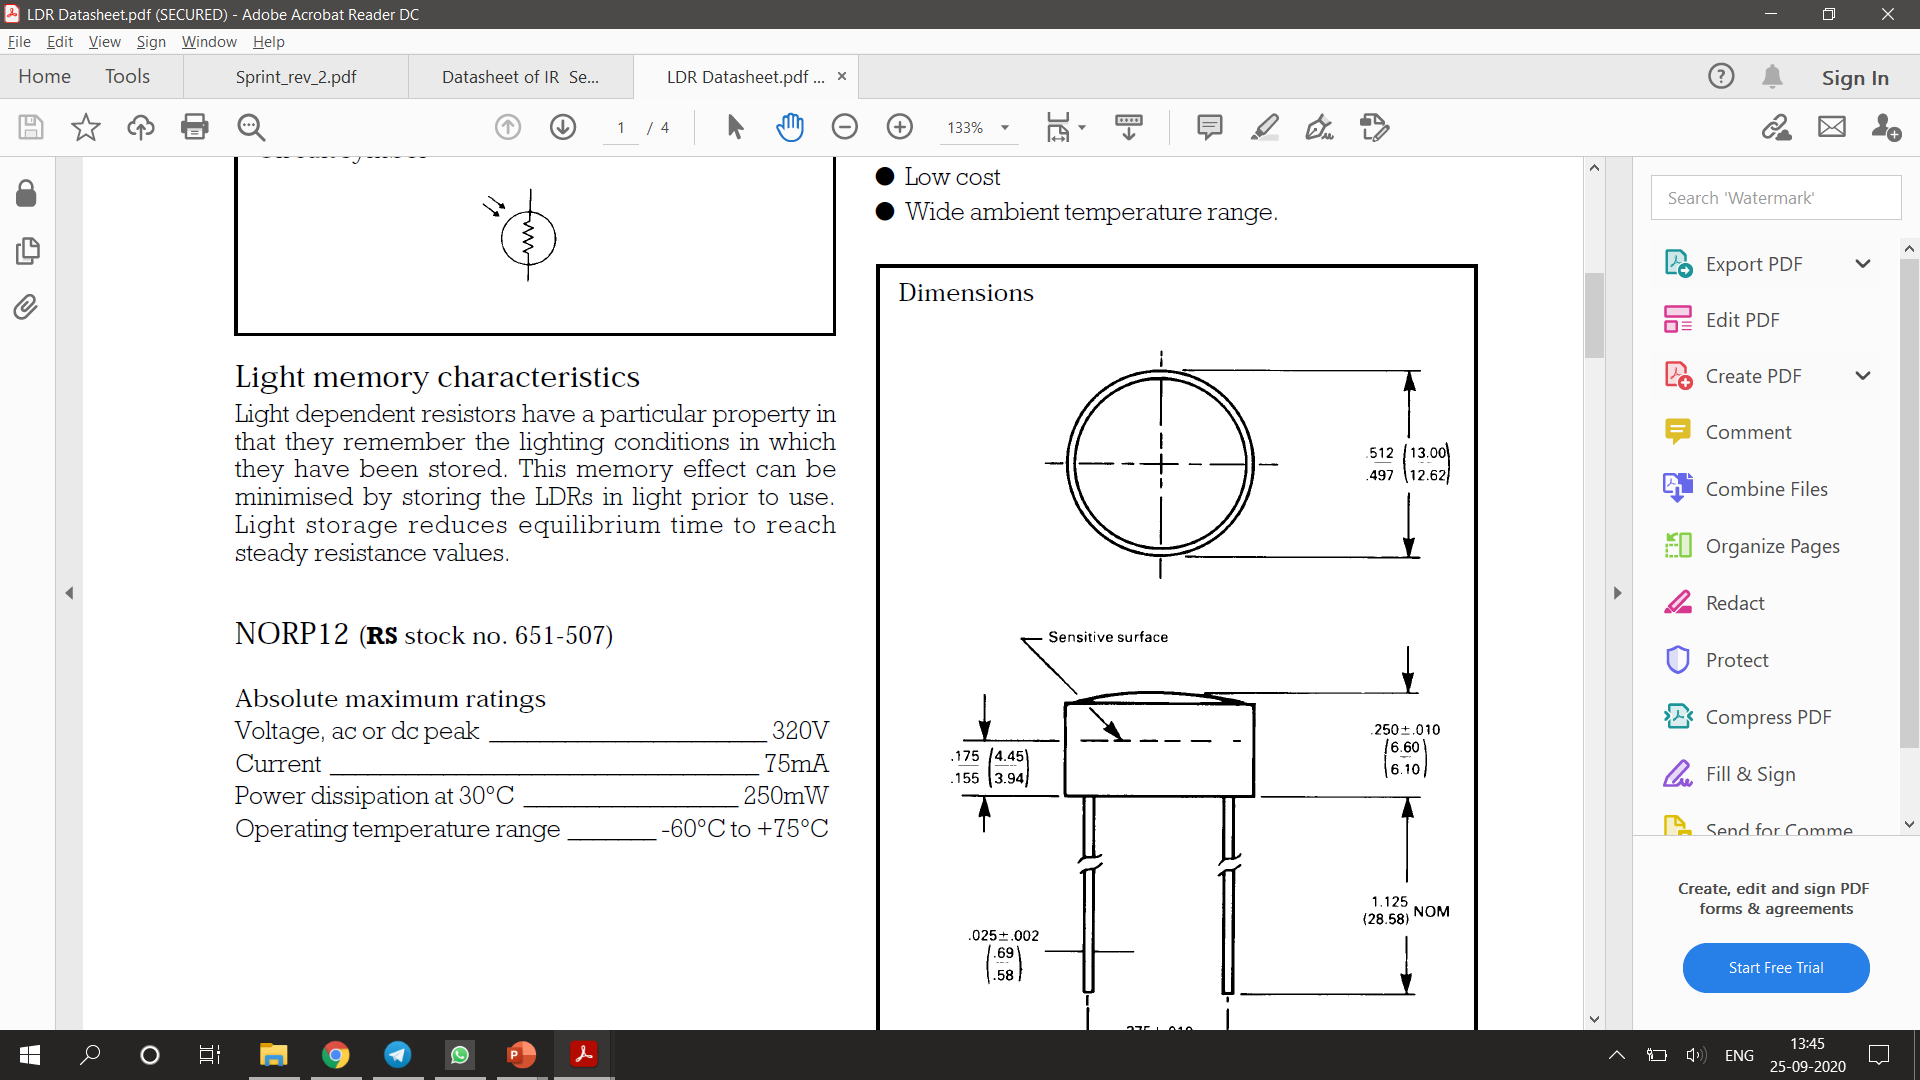 LDR Datasheet.pdf (SECURED) - Adobe Acrobat Reader DC
File Edit View Sign Window Help
Home Tools Sprint_rev_2.pdf Datasheet of IR Se... LDR Datasheet.pdf ... × Sign In
1 / 4 133%
● Low cost
● Wide ambient temperature range.
Dimensions
.512 (13.00)
.497 (12.62)
Sensitive surface
.175 (4.45)
.155 (3.94)
.250±.010
(6.60)
(6.10)
1.125
(28.58) NOM
.025±.002
(.69)
(.58)
Light memory characteristics
Light dependent resistors have a particular property in
that they remember the lighting conditions in which
they have been stored. This memory effect can be
minimised by storing the LDRs in light prior to use.
Light storage reduces equilibrium time to reach
steady resistance values.
NORP12 (RS stock no. 651-507)
Absolute maximum ratings
Voltage, ac or dc peak 320V
Current 75mA
Power dissipation at 30°C 250mW
Operating temperature range -60°C to +75°C
Search 'Watermark'
Export PDF
Edit PDF
Create PDF
Comment
Combine Files
Organize Pages
Redact
Protect
Compress PDF
Fill & Sign
Send for Comme
Create, edit and sign PDF
forms & agreements
Start Free Trial
ENG
13:45
25-09-2020